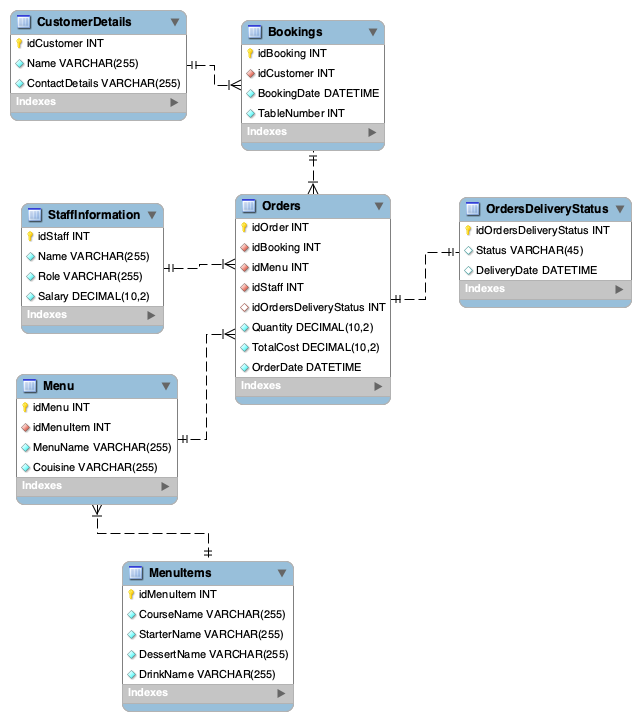 CustomerDetails
idCustomer INT
Name VARCHAR(255)
ContactDetails VARCHAR(255)
Indexes
Bookings
idBooking INT
idCustomer INT
BookingDate DATETIME
TableNumber INT
Indexes
StaffInformation
idStaff INT
Name VARCHAR(255)
Role VARCHAR(255)
Salary DECIMAL(10,2)
Indexes
Orders
idOrder INT
idBooking INT
idMenu INT
idStaff INT
idOrdersDeliveryStatus INT
Quantity DECIMAL(10,2)
TotalCost DECIMAL(10,2)
OrderDate DATETIME
Indexes
OrdersDeliveryStatus
idOrdersDeliveryStatus INT
Status VARCHAR(45)
DeliveryDate DATETIME
Indexes
Menu
idMenu INT
idMenuItem INT
MenuName VARCHAR(255)
Couisine VARCHAR(255)
Indexes
MenuItems
idMenuItem INT
CourseName VARCHAR(255)
StarterName VARCHAR(255)
DessertName VARCHAR(255)
DrinkName VARCHAR(255)
Indexes